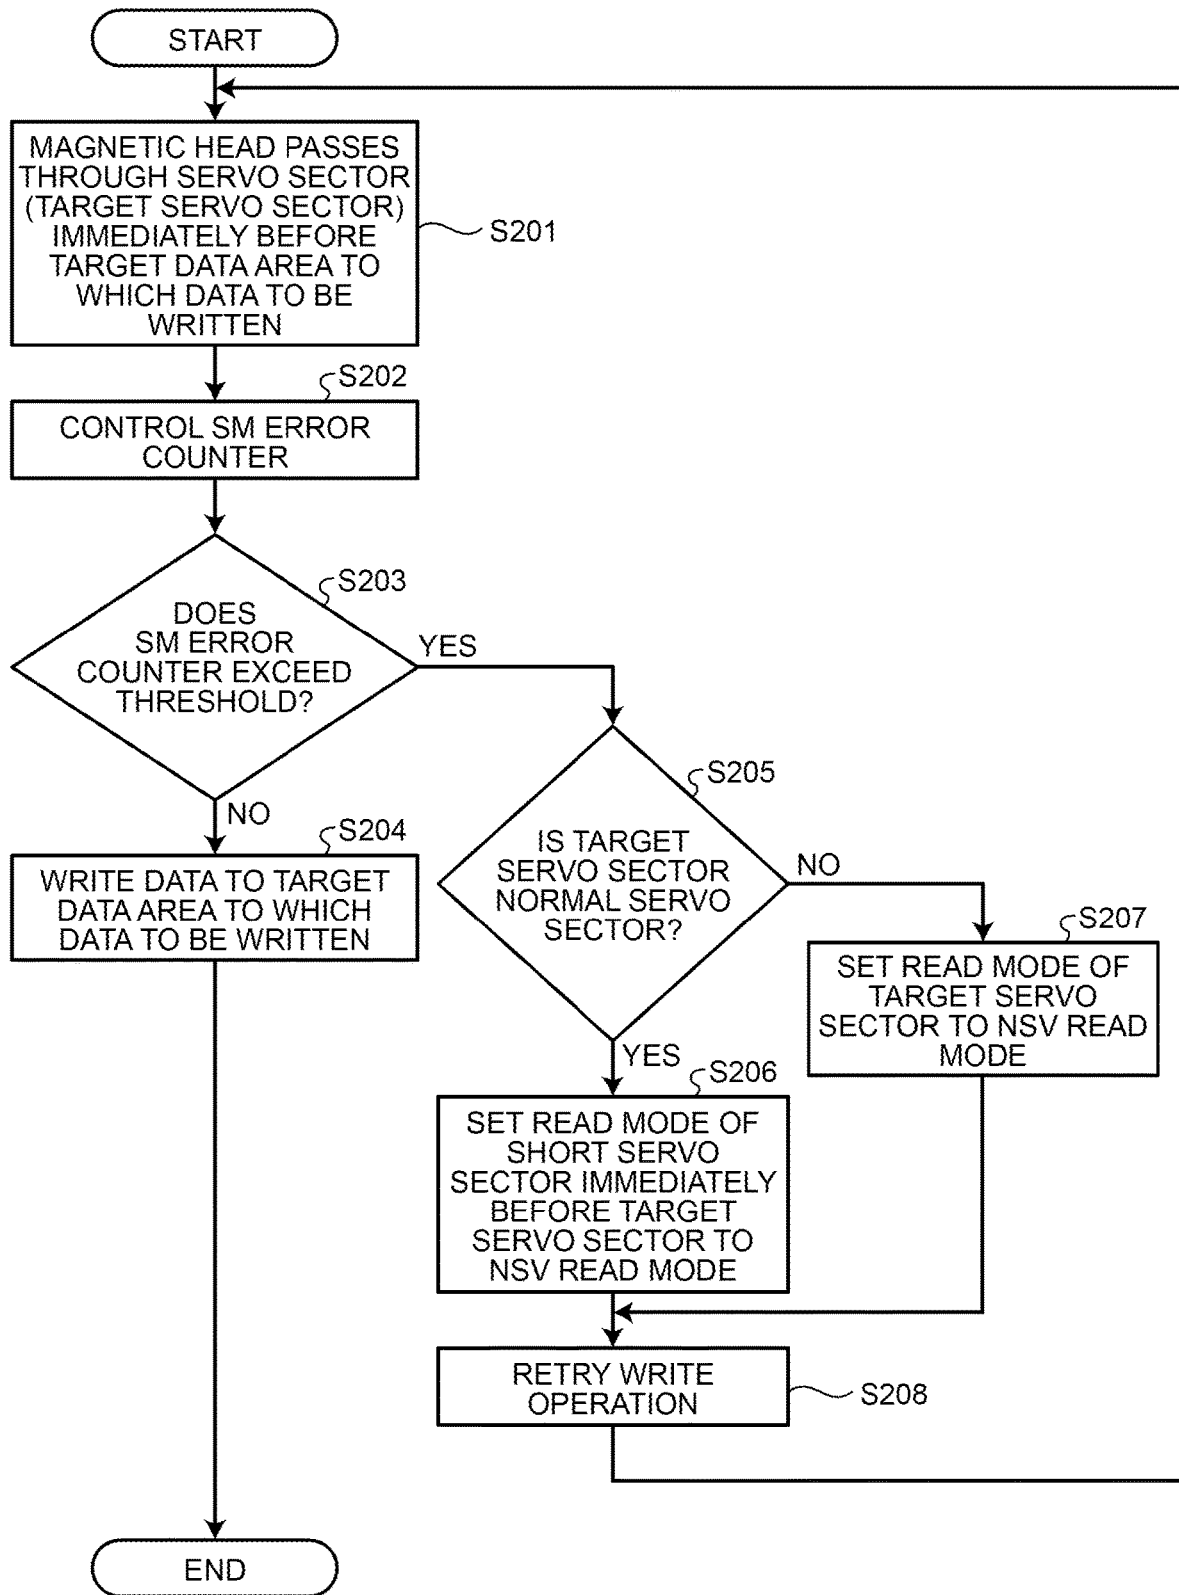 START
MAGNETIC HEAD PASSES
THROUGH SERVO SECTOR
(TARGET SERVO SECTOR)
IMMEDIATELY BEFORE
TARGET DATA AREA TO
WHICH DATA TO BE
WRITTEN
S201
S202
CONTROL SM ERROR
COUNTER
S203
DOES
SM ERROR
COUNTER EXCEED
THRESHOLD?
YES
NO
S204
WRITE DATA TO TARGET
DATA AREA TO WHICH
DATA TO BE WRITTEN
S205
IS TARGET
SERVO SECTOR
NORMAL SERVO
SECTOR?
NO
YES
S207
SET READ MODE OF
TARGET SERVO
SECTOR TO NSV READ
MODE
S206
SET READ MODE OF
SHORT SERVO
SECTOR IMMEDIATELY
BEFORE TARGET
SERVO SECTOR TO
NSV READ MODE
RETRY WRITE
OPERATION
S208
END